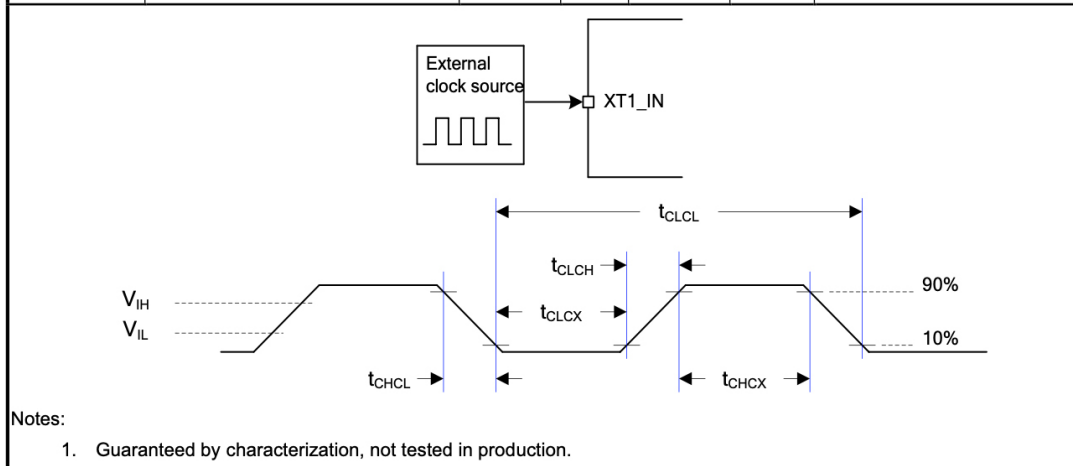 External
clock source
XT1_IN
tCLCL
tCLCH
90%
VIH
tCLCX
VIL
10%
tCHCL
tCHCX
Notes:
1. Guaranteed by characterization, not tested in production.